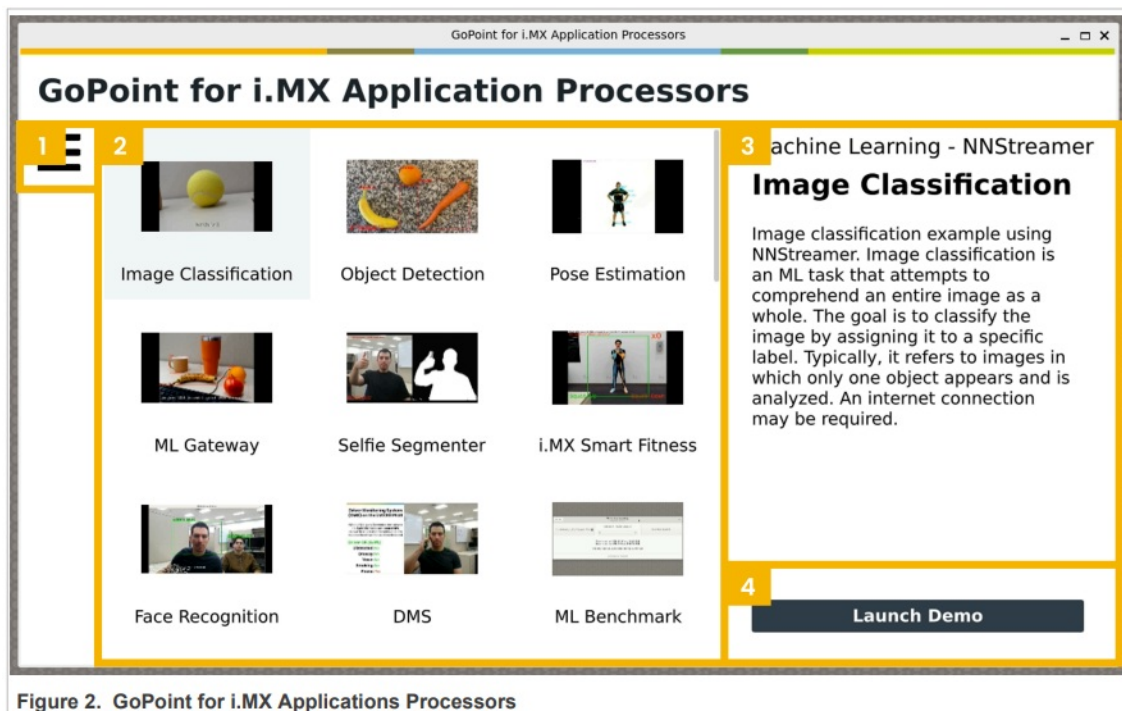 GoPoint for i.MX Application Processors
GoPoint for i.MX Application Processors
1
2
3
achine Learning - NNStreamer
Image Classification
Image classification example using
NNStreamer. Image classification is
an ML task that attempts to
comprehend an entire image as a
whole. The goal is to classify the
image by assigning it to a specific
label. Typically, it refers to images in
which only one object appears and is
analyzed. An internet connection
may be required.
Image Classification
Object Detection
Pose Estimation
x0
ML Gateway
Selfie Segmenter
i.MX Smart Fitness
Face Recognition
DMS
ML Benchmark
4
Launch Demo
Figure 2. GoPoint for i.MX Applications Processors